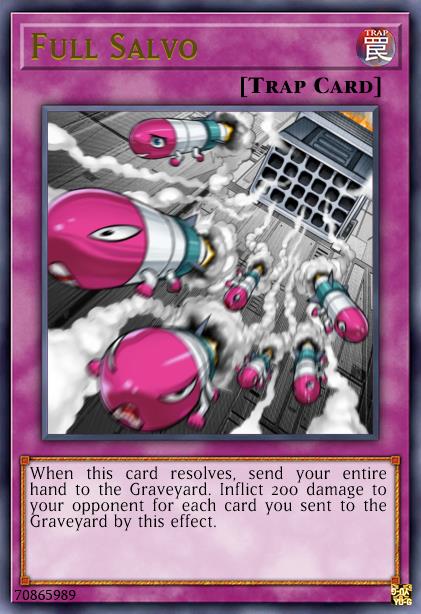 Full Salvo
TRAP
罠
[Trap Card]
When this card resolves, send your entire
hand to the Graveyard. Inflict 200 damage to
your opponent for each card you sent to the
Graveyard by this effect.
70865989